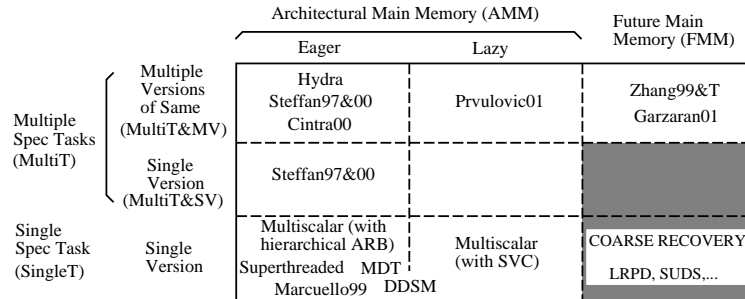 Architectural Main Memory (AMM)
Future Main
Memory (FMM)
Eager
Lazy
Multiple
Spec Tasks
(MultiT)
Multiple
Versions
of Same
(MultiT&MV)
Hydra
Steffan97&00
Cintra00
Prvulovic01
Zhang99&T
Garzaran01
Single
Version
(MultiT&SV)
Steffan97&00
Single
Spec Task
(SingleT)
Single
Version
Multiscalar (with
hierarchical ARB)
Superthreaded MDT
Marcuello99 DDSM
Multiscalar
(with SVC)
COARSE RECOVERY
LRPD, SUDS,...